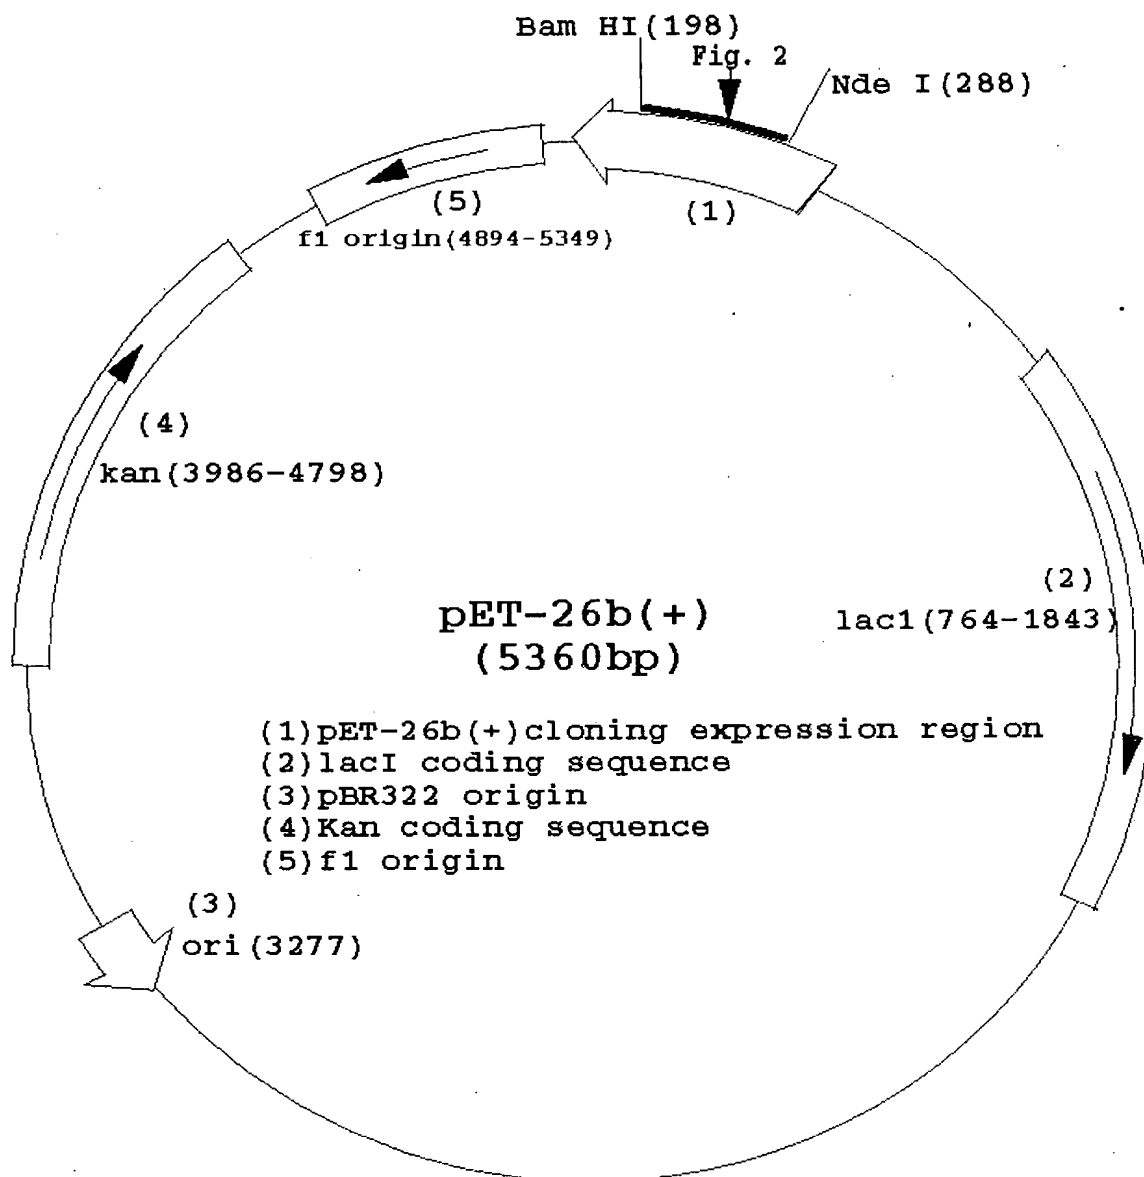 Bam HI(198)
Fig. 2
Nde I(288)
(1)
(5)
f1 origin(4894-5349)
(4)
kan(3986-4798)
(2)
lac1(764-1843)
pET-26b(+)
(5360bp)
(1)pET-26b(+)cloning expression region
(2)lacI coding sequence
(3)pBR322 origin
(4)Kan coding sequence
(5)f1 origin
(3)
ori(3277)